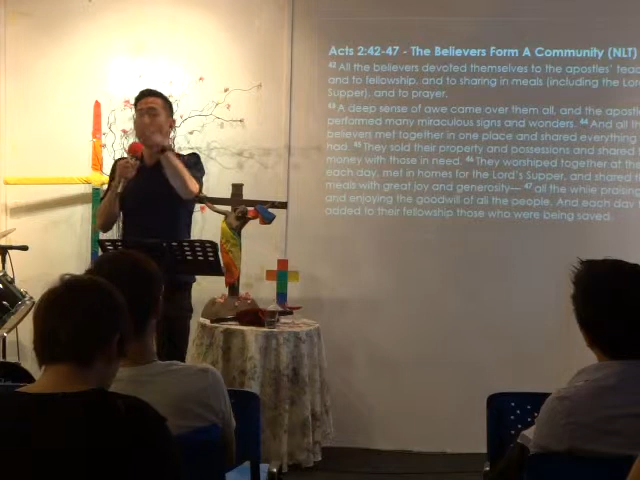 Acts 2:42-47 - The Believers Form A Community (NLT)
42 All the believers devoted themselves to the apostles'
and to fellowship, and to sharing in meals (including the
Supper), and to prayer.
43 A deep sense of awe came over them all, and the
performed many miraculous signs and wonders. 44 And all
believers met together in one place and shared everything
had. 45 They sold their property and possessions and shared
money with those in need. 46 They worshiped together at
each day, met in homes for the Lord's Supper, and shared
meals with great joy and generosity— 47 all the while
and enjoying the goodwill of all the people. And each day
added to their fellowship those who were being saved.